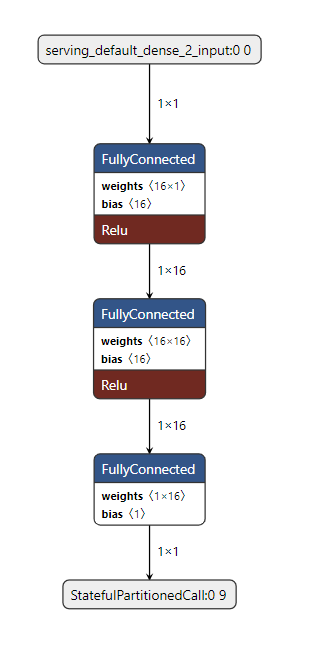 serving_default_dense_2_input:0 0
1×1
FullyConnected
weights 〈16×1〉
bias 〈16〉
Relu
1×16
FullyConnected
weights 〈16×16〉
bias 〈16〉
Relu
1×16
FullyConnected
weights 〈1×16〉
bias 〈1〉
1×1
StatefulPartitionedCall:0 9